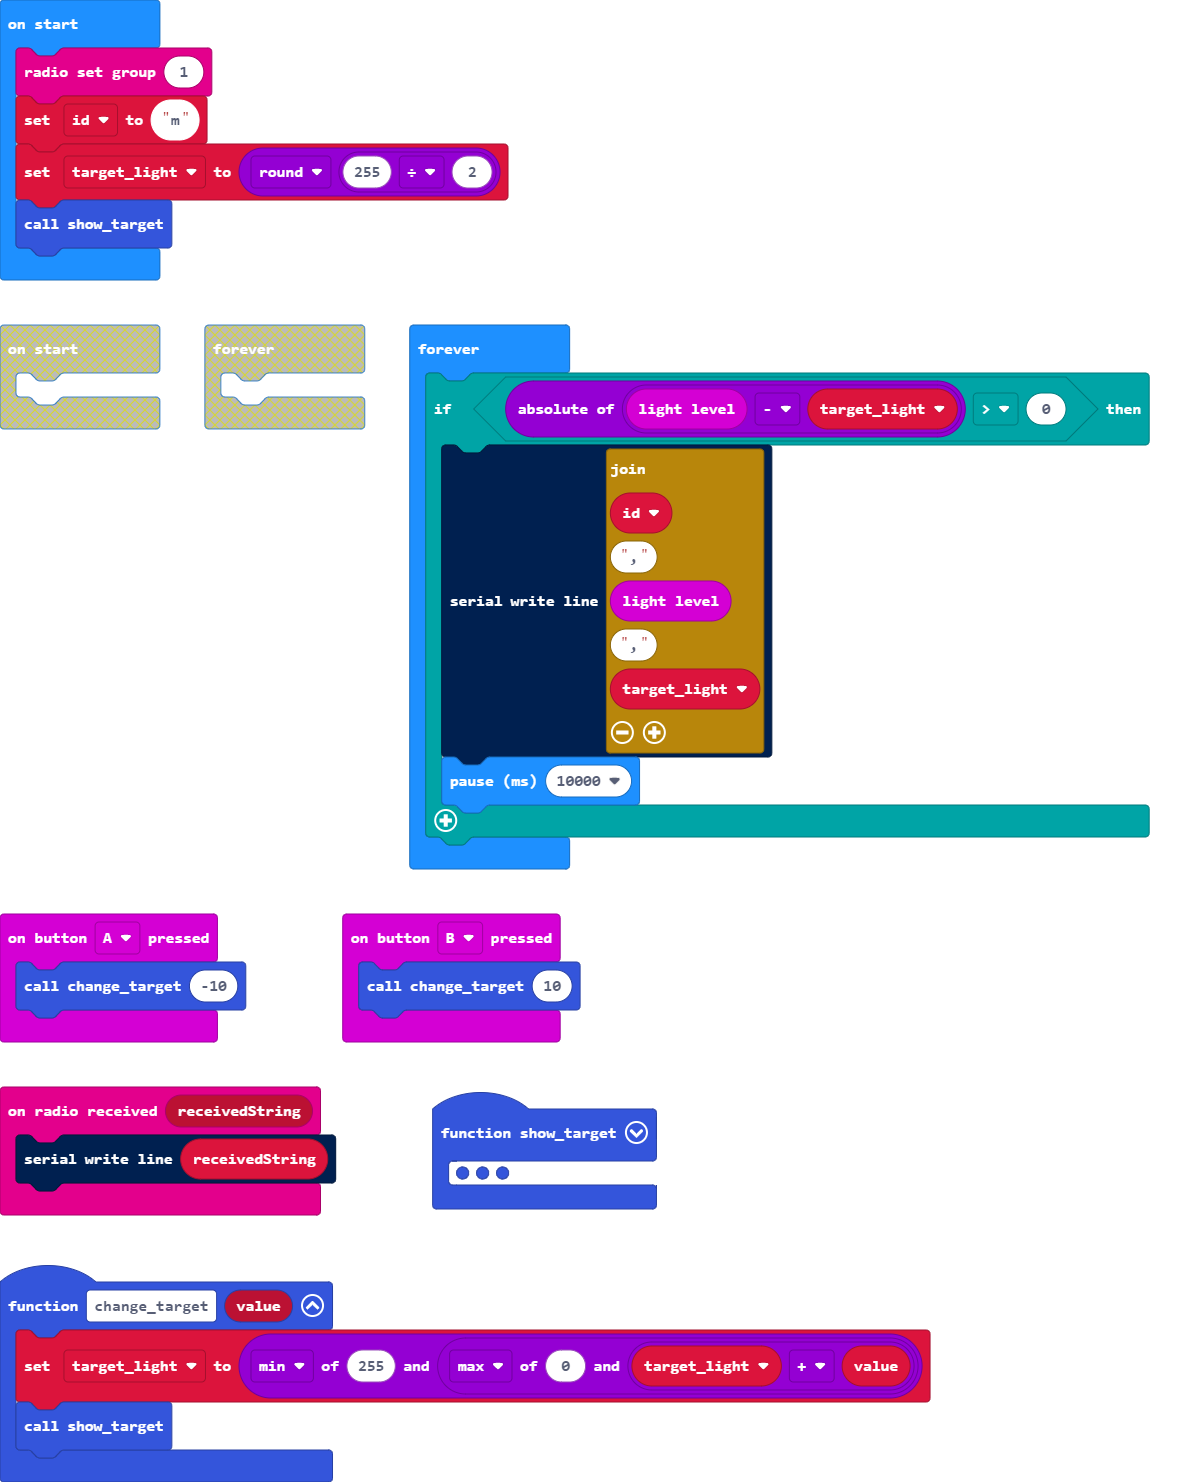 on start
radio set group 1
set id to "m"
set target_light to round 255 ÷ 2
call show_target
on start
forever
forever
if absolute of light level - target_light > 0 then
join
id
","
serial write line light level
","
target_light
pause (ms) 10000
on button A pressed
call change_target -10
on button B pressed
call change_target 10
on radio received receivedString
serial write line receivedString
function show_target
function change_target value
set target_light to min of 255 and max of 0 and target_light + value
call show_target